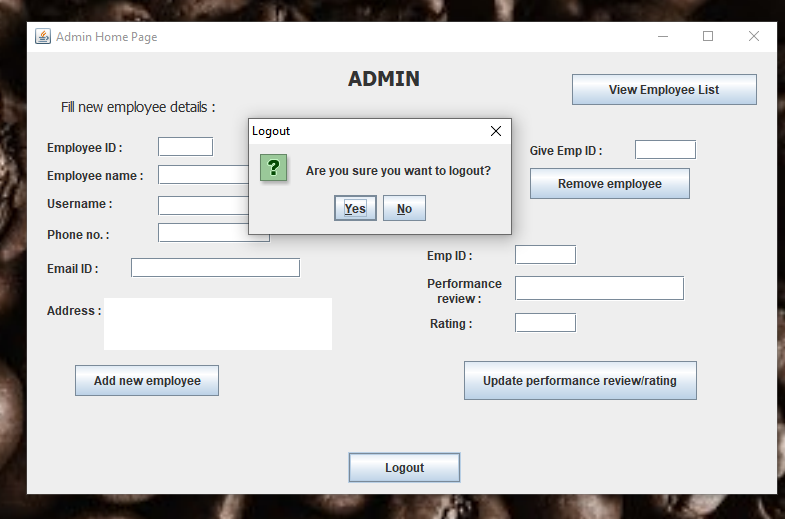 Admin Home Page
ADMIN
View Employee List
Fill new employee details :
Logout
?
Are you sure you want to logout?
Yes
No
Employee ID :
Employee name :
Username :
Phone no. :
Email ID :
Address :
Add new employee
Give Emp ID :
Remove employee
Emp ID :
Performance
review :
Rating :
Update performance review/rating
Logout